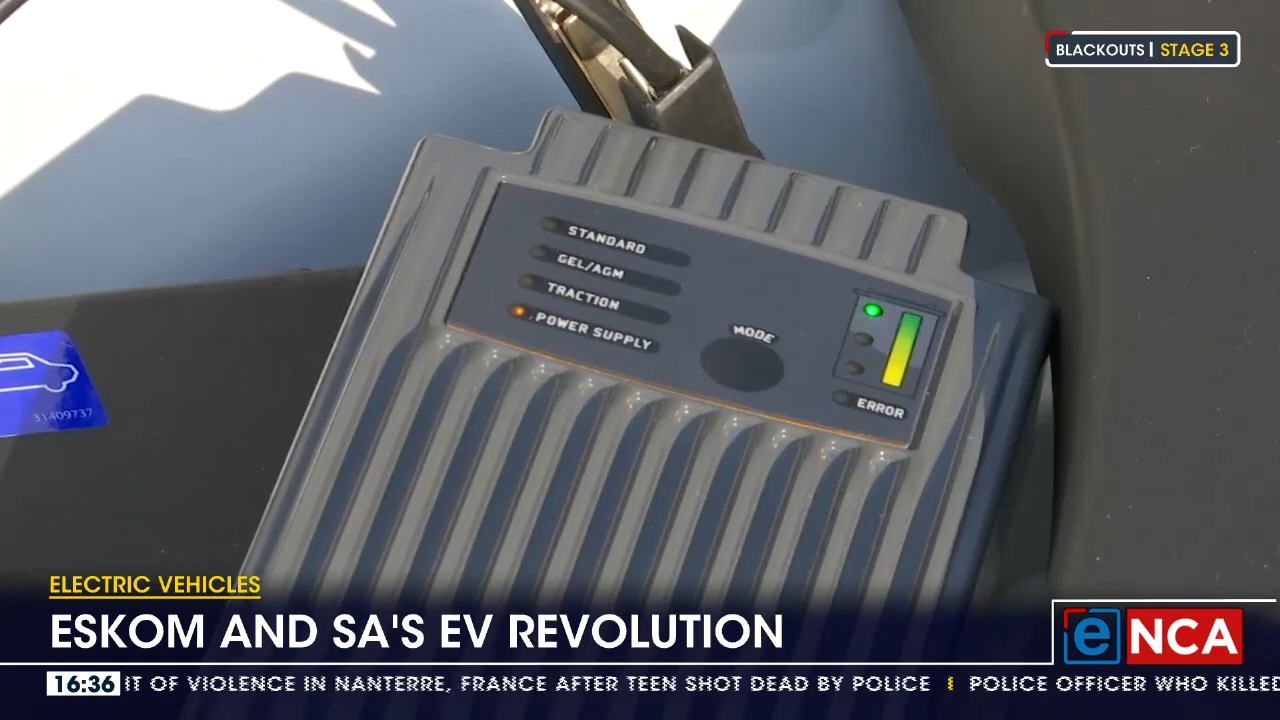 BLACKOUTS | STAGE 3
STANDARD
GEL/AGM
TRACTION
POWER SUPPLY
MODE
ERROR
31409737
ELECTRIC VEHICLES
ESKOM AND SA'S EV REVOLUTION
eNCA
16:36 IT OF VIOLENCE IN NANTERRE, FRANCE AFTER TEEN SHOT DEAD BY POLICE POLICE OFFICER WHO KILLED